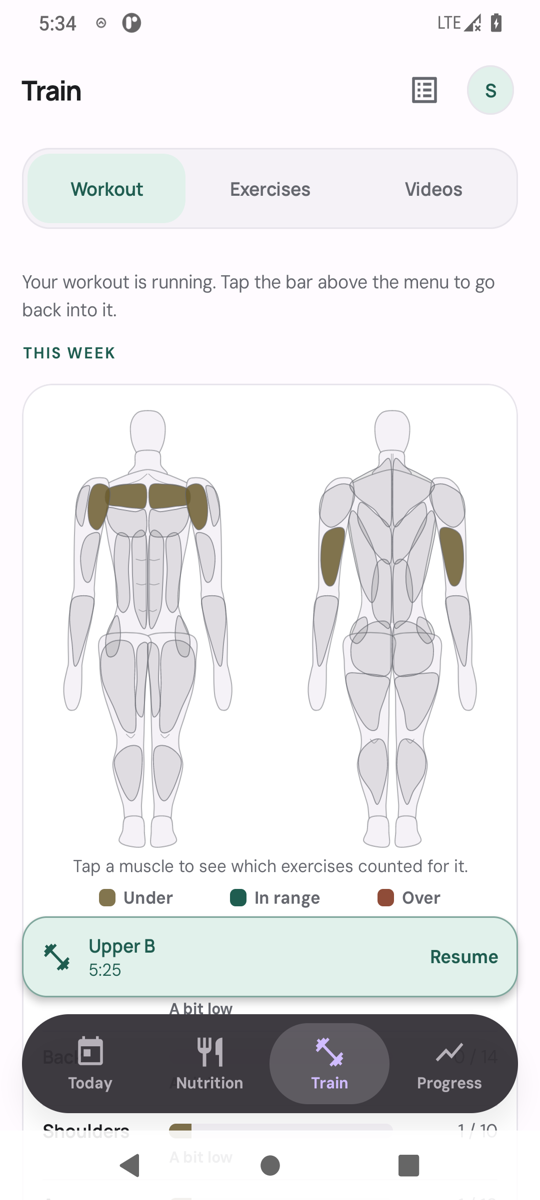 5:34
LTE
Train
S
Workout
Exercises
Videos
Your workout is running. Tap the bar above the menu to go
back into it.
THIS WEEK
Tap a muscle to see which exercises counted for it.
Under
In range
Over
Upper B
5:25
Resume
A bit low
Back
/ 14
Today
Nutrition
Train
Progress
Shoulders
1 / 10
A bit low